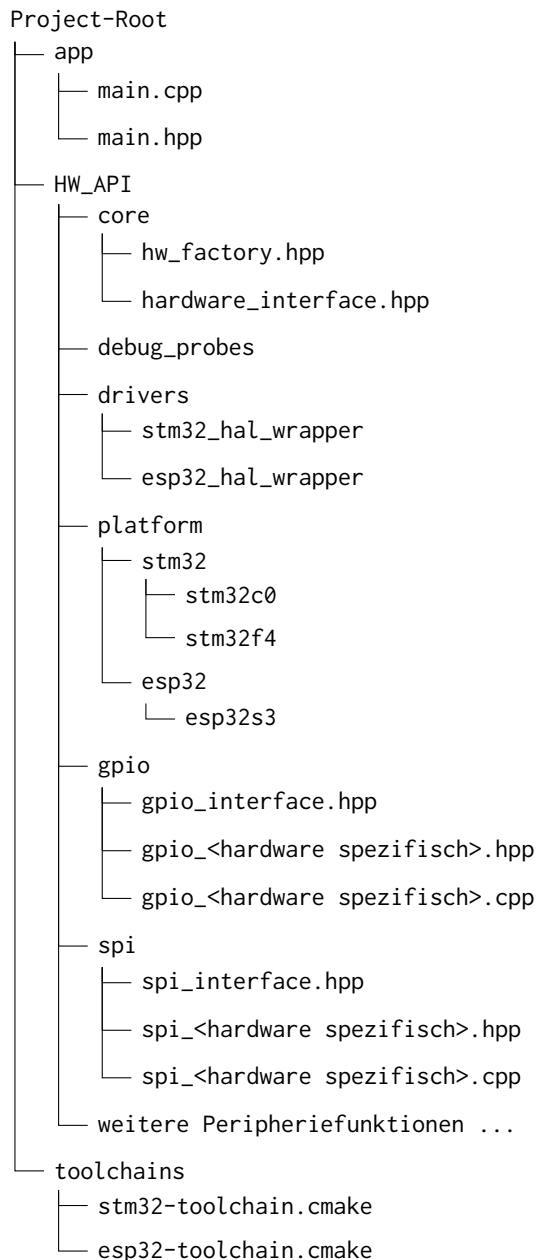 Project-Root
app
main.cpp
main.hpp
HW_API
core
hw_factory.hpp
hardware_interface.hpp
debug_probes
drivers
stm32_hal_wrapper
esp32_hal_wrapper
platform
stm32
stm32c0
stm32f4
esp32
esp32s3
gpio
gpio_interface.hpp
gpio_<hardware spezifisch>.hpp
gpio_<hardware spezifisch>.cpp
spi
spi_interface.hpp
spi_<hardware spezifisch>.hpp
spi_<hardware spezifisch>.cpp
weitere Peripheriefunktionen ...
toolchains
stm32-toolchain.cmake
esp32-toolchain.cmake